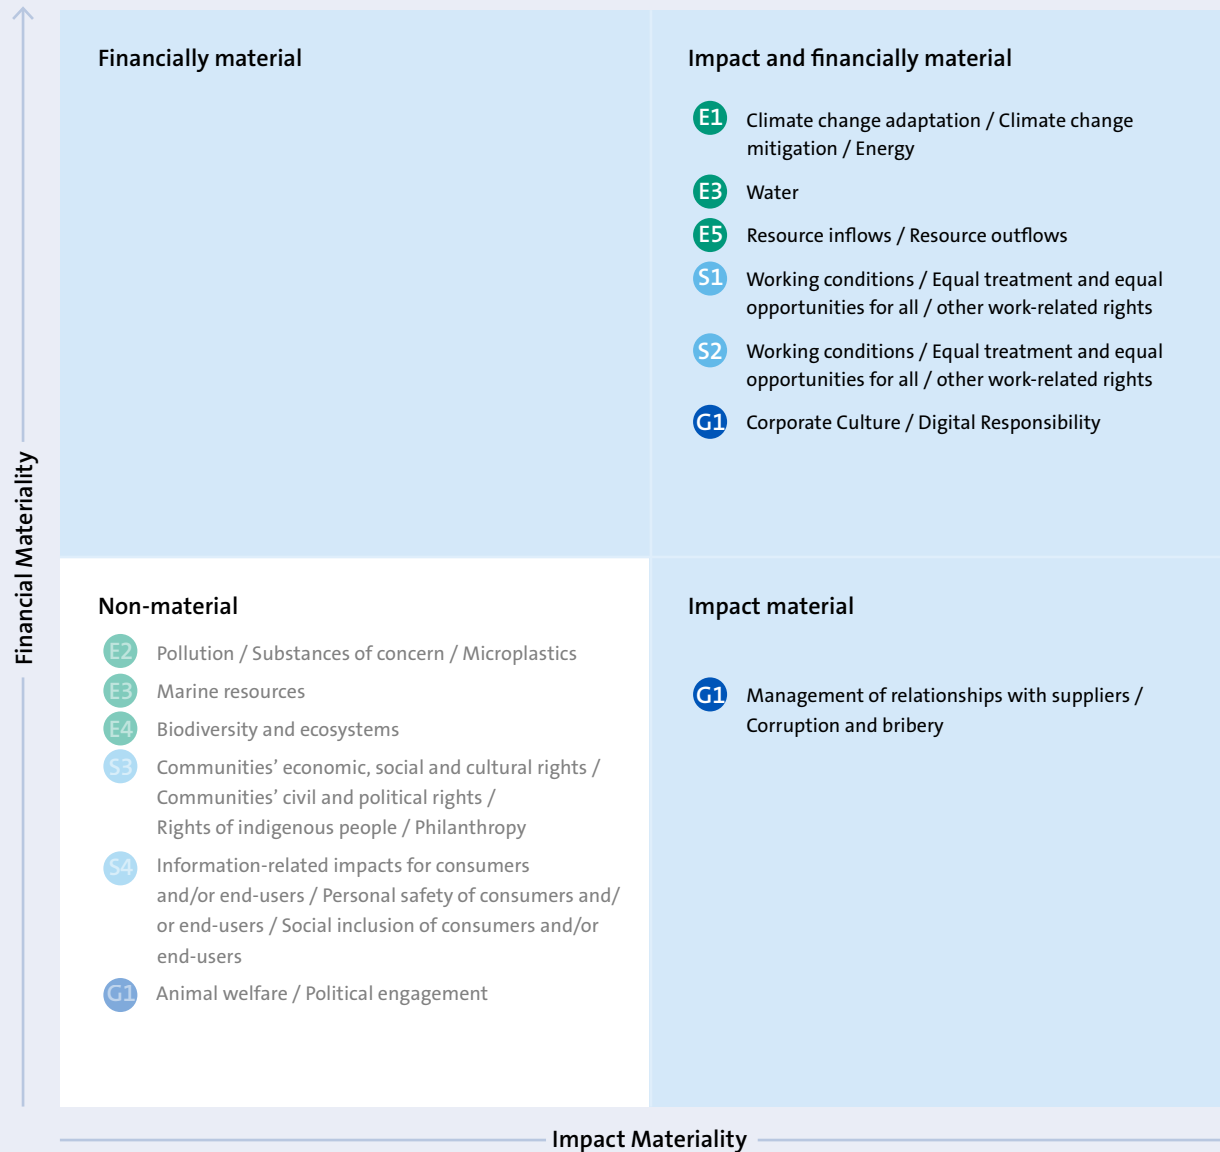 Financially material
Impact and financially material
E1 Climate change adaptation / Climate change
mitigation / Energy
E3 Water
E5 Resource inflows / Resource outflows
S1 Working conditions / Equal treatment and equal
opportunities for all / other work-related rights
S2 Working conditions / Equal treatment and equal
opportunities for all / other work-related rights
G1 Corporate Culture / Digital Responsibility
Financial Materiality
Non-material
E2 Pollution / Substances of concern / Microplastics
E3 Marine resources
E4 Biodiversity and ecosystems
S3 Communities’ economic, social and cultural rights /
Communities’ civil and political rights /
Rights of indigenous people / Philanthropy
S4 Information-related impacts for consumers
and/or end-users / Personal safety of consumers and/
or end-users / Social inclusion of consumers and/or
end-users
G1 Animal welfare / Political engagement
Impact material
G1 Management of relationships with suppliers /
Corruption and bribery
Impact Materiality